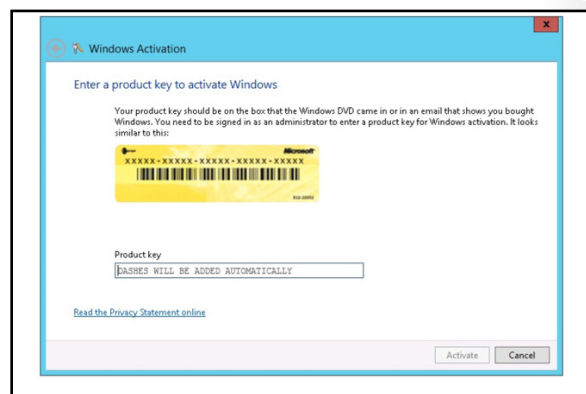 x
Windows Activation
Enter a product key to activate Windows
Your product key should be on the box that the Windows DVD came in or in an email that shows you bought
Windows. You need to be signed in as an administrator to enter a product key for Windows activation. It looks
similar to this:
Microsoft
XXXXX-XXXXX-XXXXX-XXXXX-XXXXX
Product key
DASHES WILL BE ADDED AUTOMATICALLY
Read the Privacy Statement online
Activate
Cancel